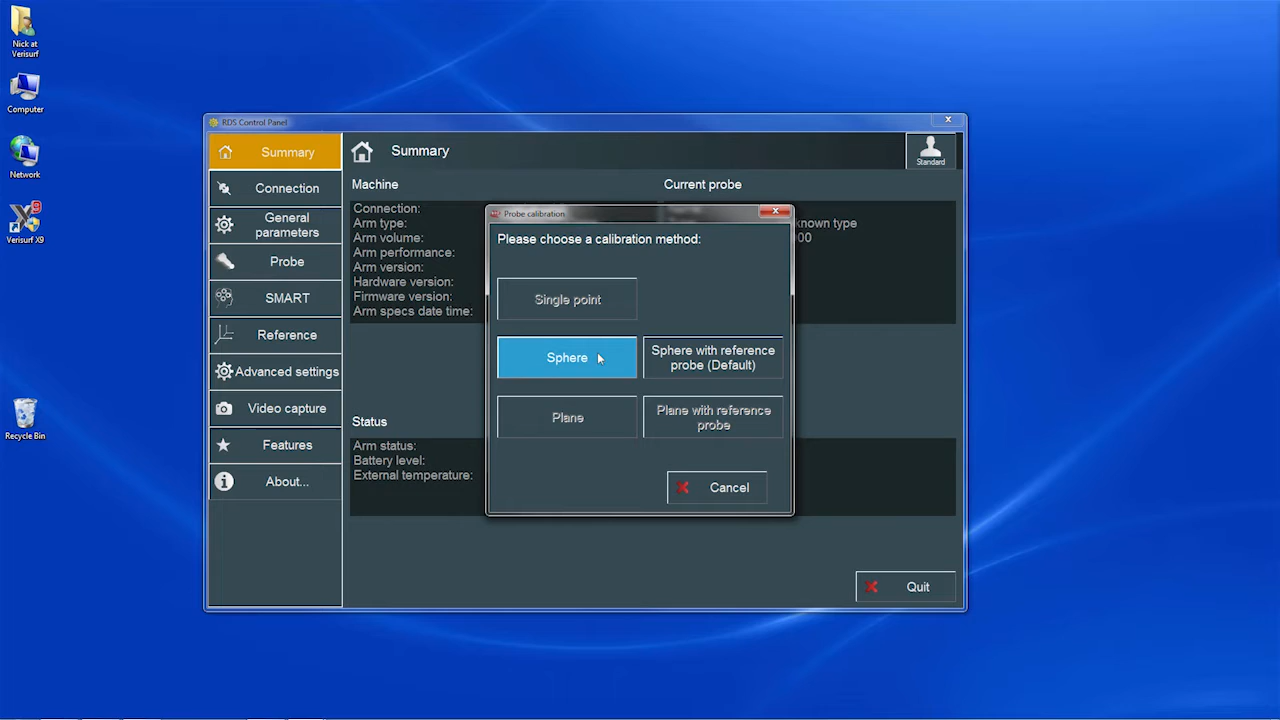 Nick at
Verisurf
Computer
Network
Verisurf X9
Recycle Bin
RDS Control Panel
Summary
Connection
General
parameters
Probe
SMART
Reference
Advanced settings
Video capture
Features
About...
Summary
Standard
Machine
Connection:
Arm type:
Arm volume:
Arm performance:
Arm version:
Hardware version:
Firmware version:
Arm specs date time:
Current probe
known type
00
Status
Arm status:
Battery level:
External temperature:
Quit
Probe calibration
Please choose a calibration method:
Single point
Sphere
Sphere with reference
probe (Default)
Plane
Plane with reference
probe
Cancel